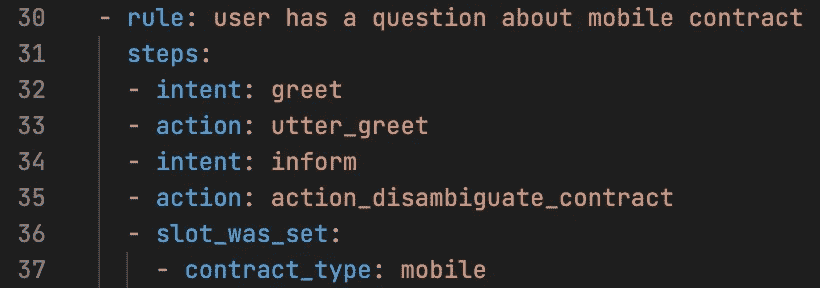 30 - rule: user has a question about mobile contract
31 steps:
32 - intent: greet
33 - action: utter_greet
34 - intent: inform
35 - action: action_disambiguate_contract
36 - slot_was_set:
37 - contract_type: mobile